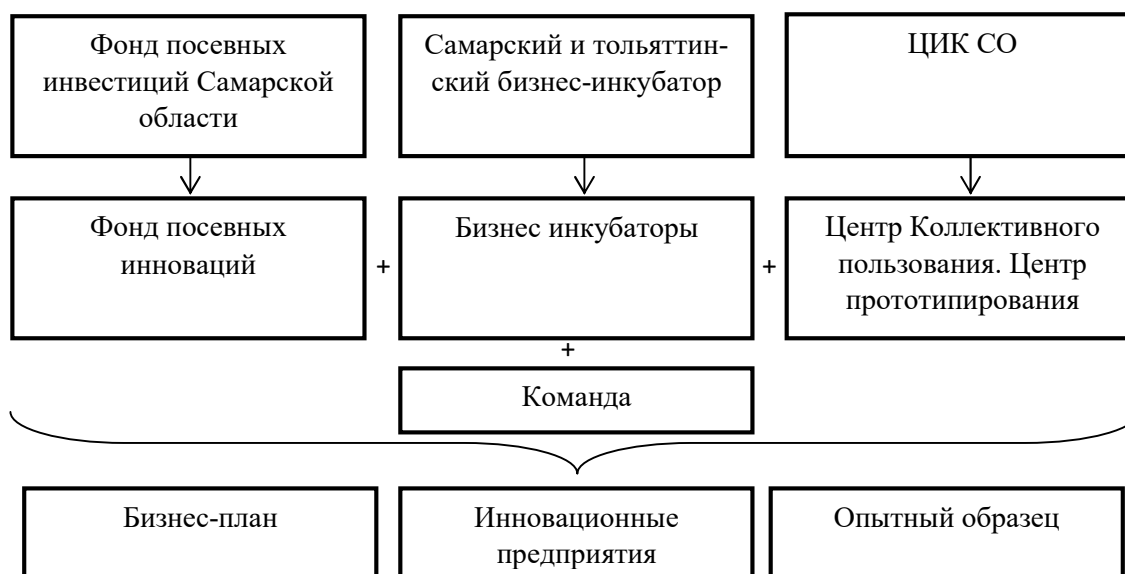 Фонд посевных
инвестиций Самарской
области
Самарский и тольяттин-
ский бизнес-инкубатор
ЦИК СО
Фонд посевных
инноваций
+
Бизнес инкубаторы
+
Центр Коллективного
пользования. Центр
прототипирования
+
Команда
Бизнес-план
Инновационные
предприятия
Опытный образец